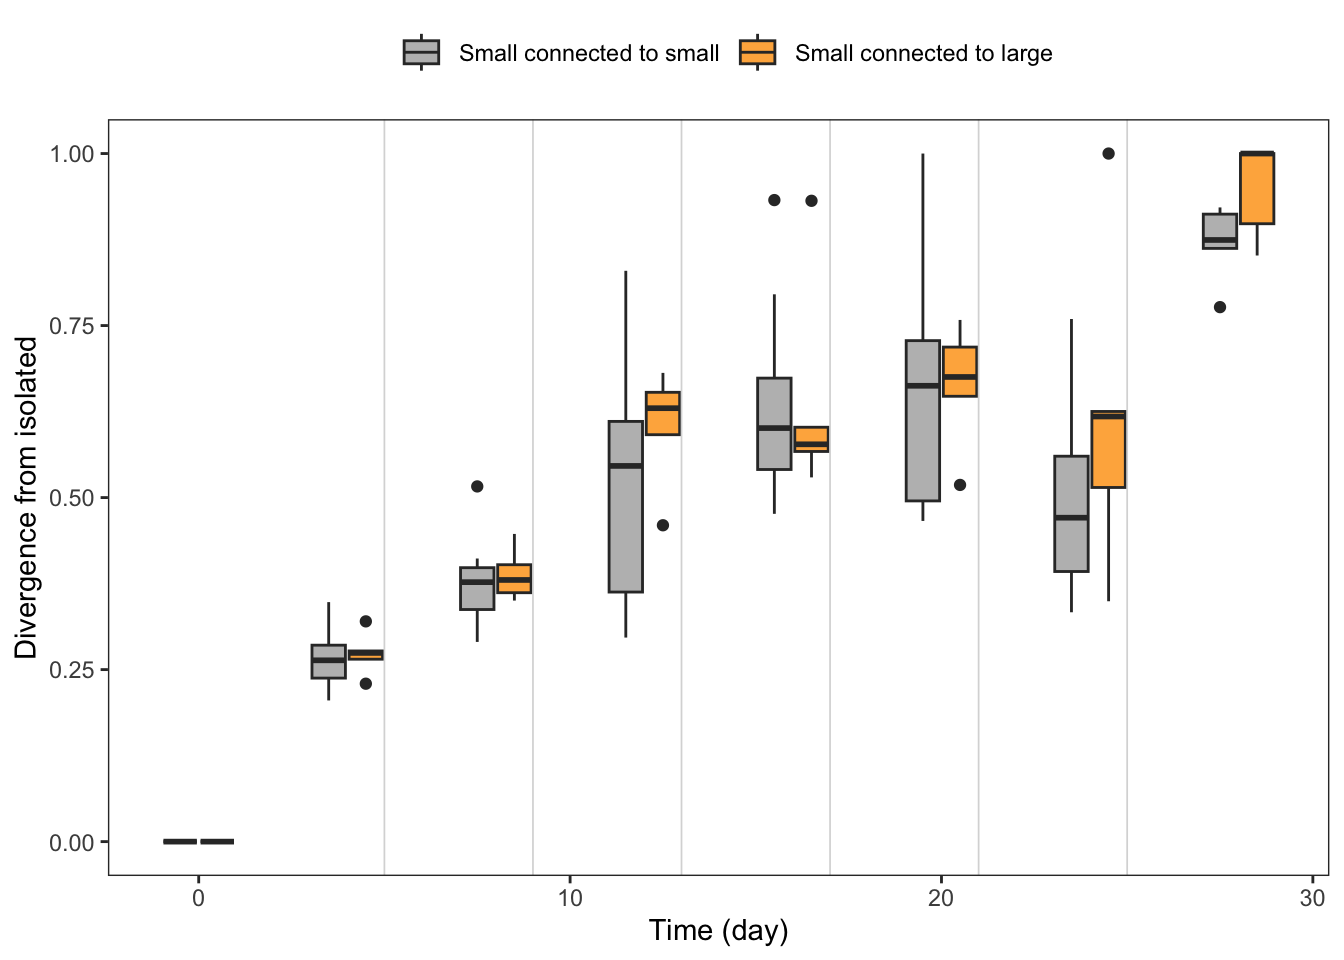 Small connected to small
Small connected to large
Divergence from isolated
1.00
0.75
0.50
0.25
0.00
0
10
20
30
Time (day)